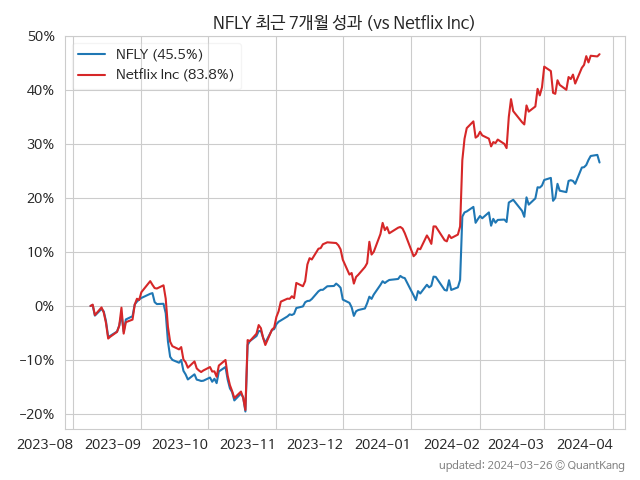 NFLY 최근 7개월 성과 (vs Netflix Inc)
NFLY (45.5%)
Netflix Inc (83.8%)
50%
40%
30%
20%
10%
0%
−10%
−20%
2023-08 2023-09 2023-10 2023-11 2023-12 2024-01 2024-02 2024-03 2024-04
updated: 2024-03-26 © QuantKang